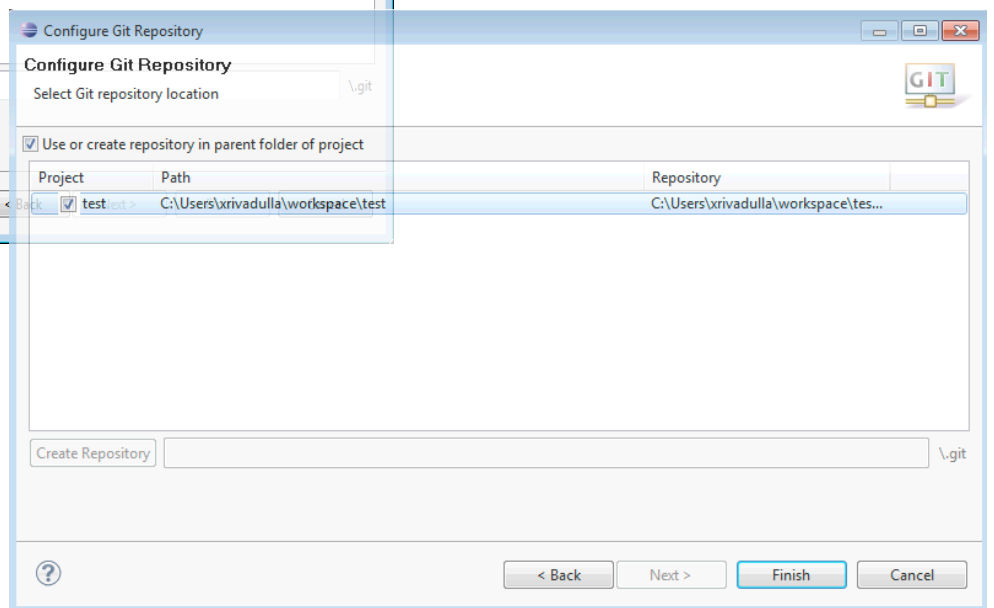 Configure Git Repository
Configure Git Repository
Select Git repository location
\.git
GIT
Use or create repository in parent folder of project
Project Path Repository
< Back test Next > C:\Users\xrivadulla\workspace\test C:\Users\xrivadulla\workspace\tes...
Create Repository \.git
? < Back Next > Finish Cancel